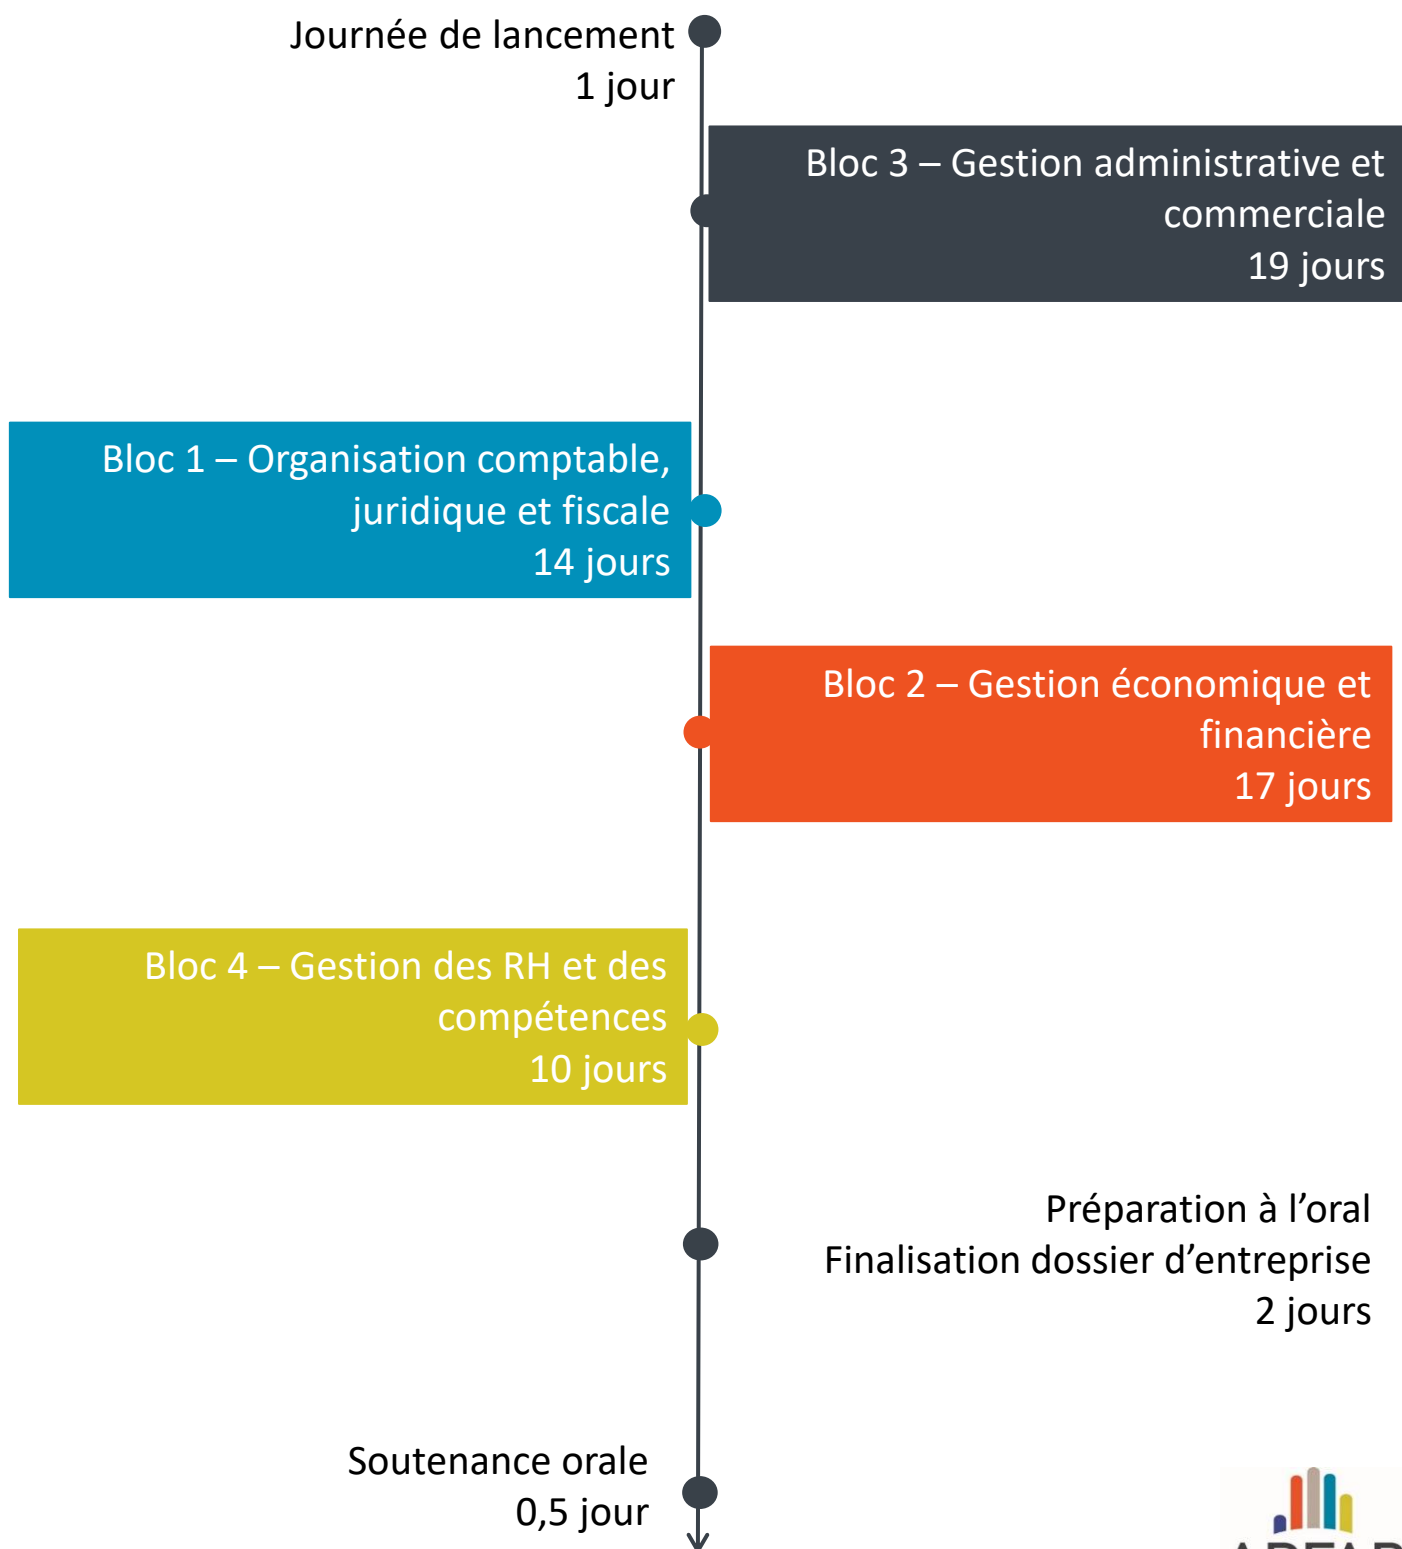 Journée de lancement
1 jour
Bloc 3 – Gestion administrative et
commerciale
19 jours
Bloc 1 – Organisation comptable,
juridique et fiscale
14 jours
Bloc 2 – Gestion économique et
financière
17 jours
Bloc 4 – Gestion des RH et des
compétences
10 jours
Préparation à l’oral
Finalisation dossier d’entreprise
2 jours
Soutenance orale
0,5 jour